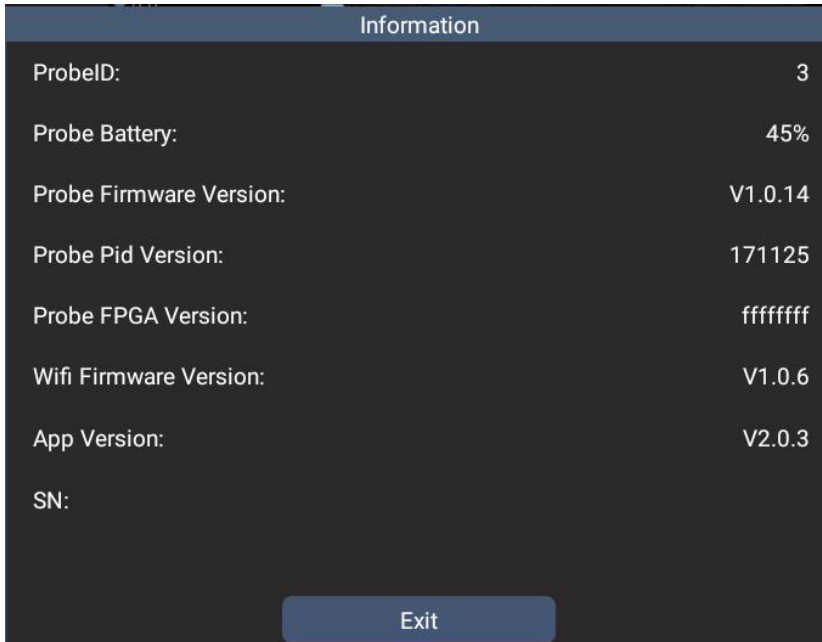 Information
ProbeID: 3
Probe Battery: 45%
Probe Firmware Version: V1.0.14
Probe Pid Version: 171125
Probe FPGA Version: ffffffff
Wifi Firmware Version: V1.0.6
App Version: V2.0.3
SN:
Exit